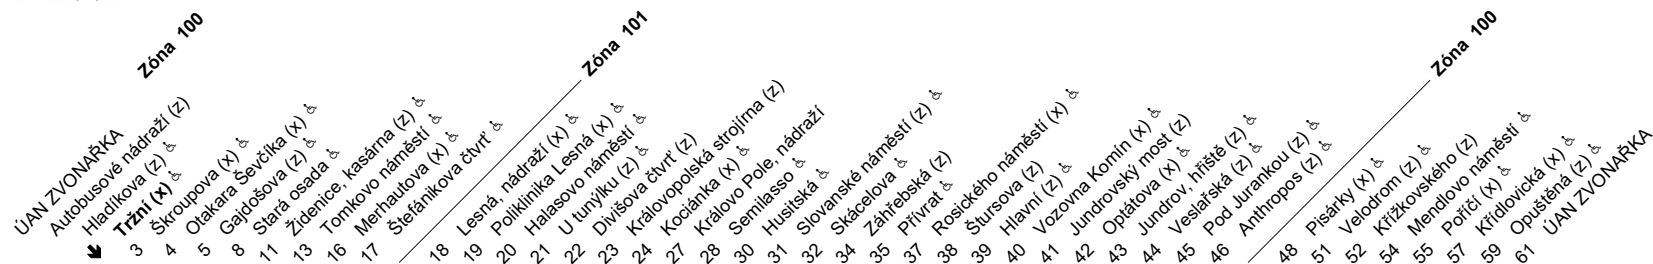 Zóna 100
ÚAN ZVONAŘKA
Autobusové nádraží (z)
Hladíkova (z) ♿
Tržní (x) ♿
3 Škroupova (x) ♿
4 Otakara Ševčíka (x) ♿
5 Gajdošova (z) ♿
8 Stará osada ♿
11 Židenice, kasárna (z) ♿
13 Tomkovo náměstí ♿
16 Merhautova (x) ♿
17 Štefánikova čtvrť ♿
Zóna 101
18 Lesná, nádraží (x) ♿
19 Poliklinika Lesná (x) ♿
20 Halasovo náměstí ♿
21 U tunýlku (z) ♿
22 Divišova čtvrť (z)
23 Královopolská strojírna (z)
24 Kociánka (x) ♿
27 Královo Pole, nádraží
28 Semilasso ♿
30 Husitská ♿
31 Slovanské náměstí (z) ♿
32 Skácelova ♿
34 Záhřebská (z)
35 Přívrat ♿
37 Rosického náměstí (x) ♿
38 Štursova (z)
39 Hlavní (z) ♿
40 Vozovna Komín (x) ♿
41 Jundrovský most (z)
42 Optátova (x) ♿
43 Jundrov, hřiště (z) ♿
44 Veslařská (z) ♿
45 Pod Jurankou (z) ♿
46 Anthropos (z) ♿
Zóna 100
48 Pisárky (x) ♿
51 Velodrom (z) ♿
52 Křížkovského (z)
54 Mendlovo náměstí ♿
55 Poříčí (x) ♿
57 Křídlovická (x) ♿
59 Opuštěná (z) ♿
61 ÚAN ZVONAŘKA